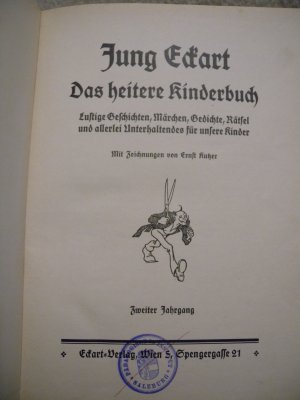 Jung Eckart
Das heitere Kinderbuch
Lustige Geschichten, Märchen, Gedichte, Rätsel
und allerlei Unterhaltendes für unsere Kinder
Mit Zeichnungen von Ernst Kutzer
Zweiter Jahrgang
Eckart-Verlag, Wien 5, Spengergasse 21
SALZBURG